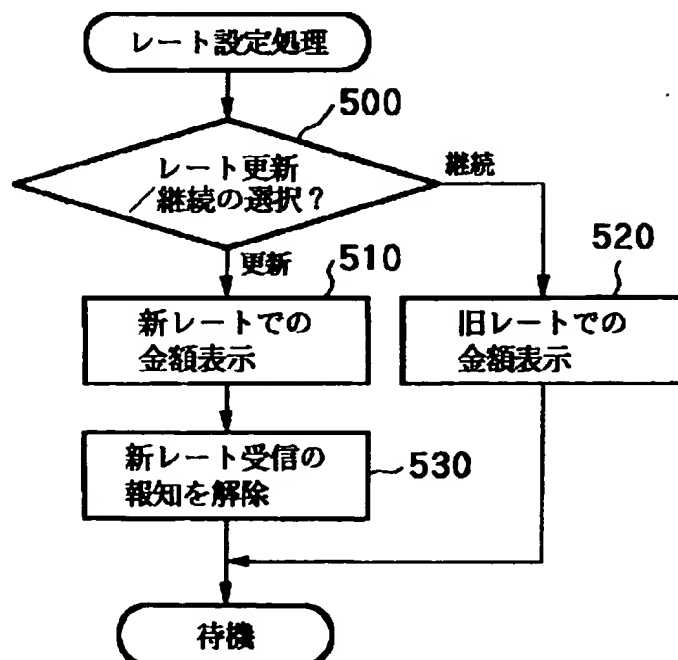 レート設定処理
500
レート更新
/継続の選択?
継続
更新
510
520
新レートでの
金額表示
旧レートでの
金額表示
新レート受信の
報知を解除
530
待機